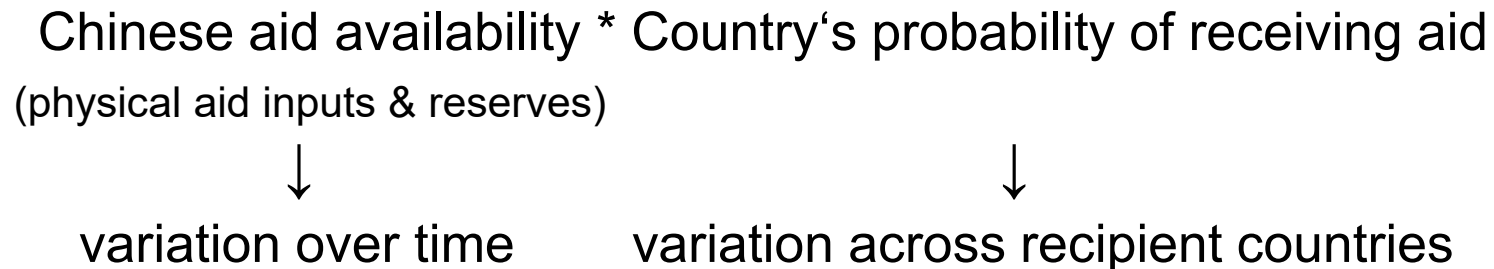 Chinese aid availability * Country‘s probability of receiving aid
(physical aid inputs & reserves)
↓ ↓
variation over time variation across recipient countries